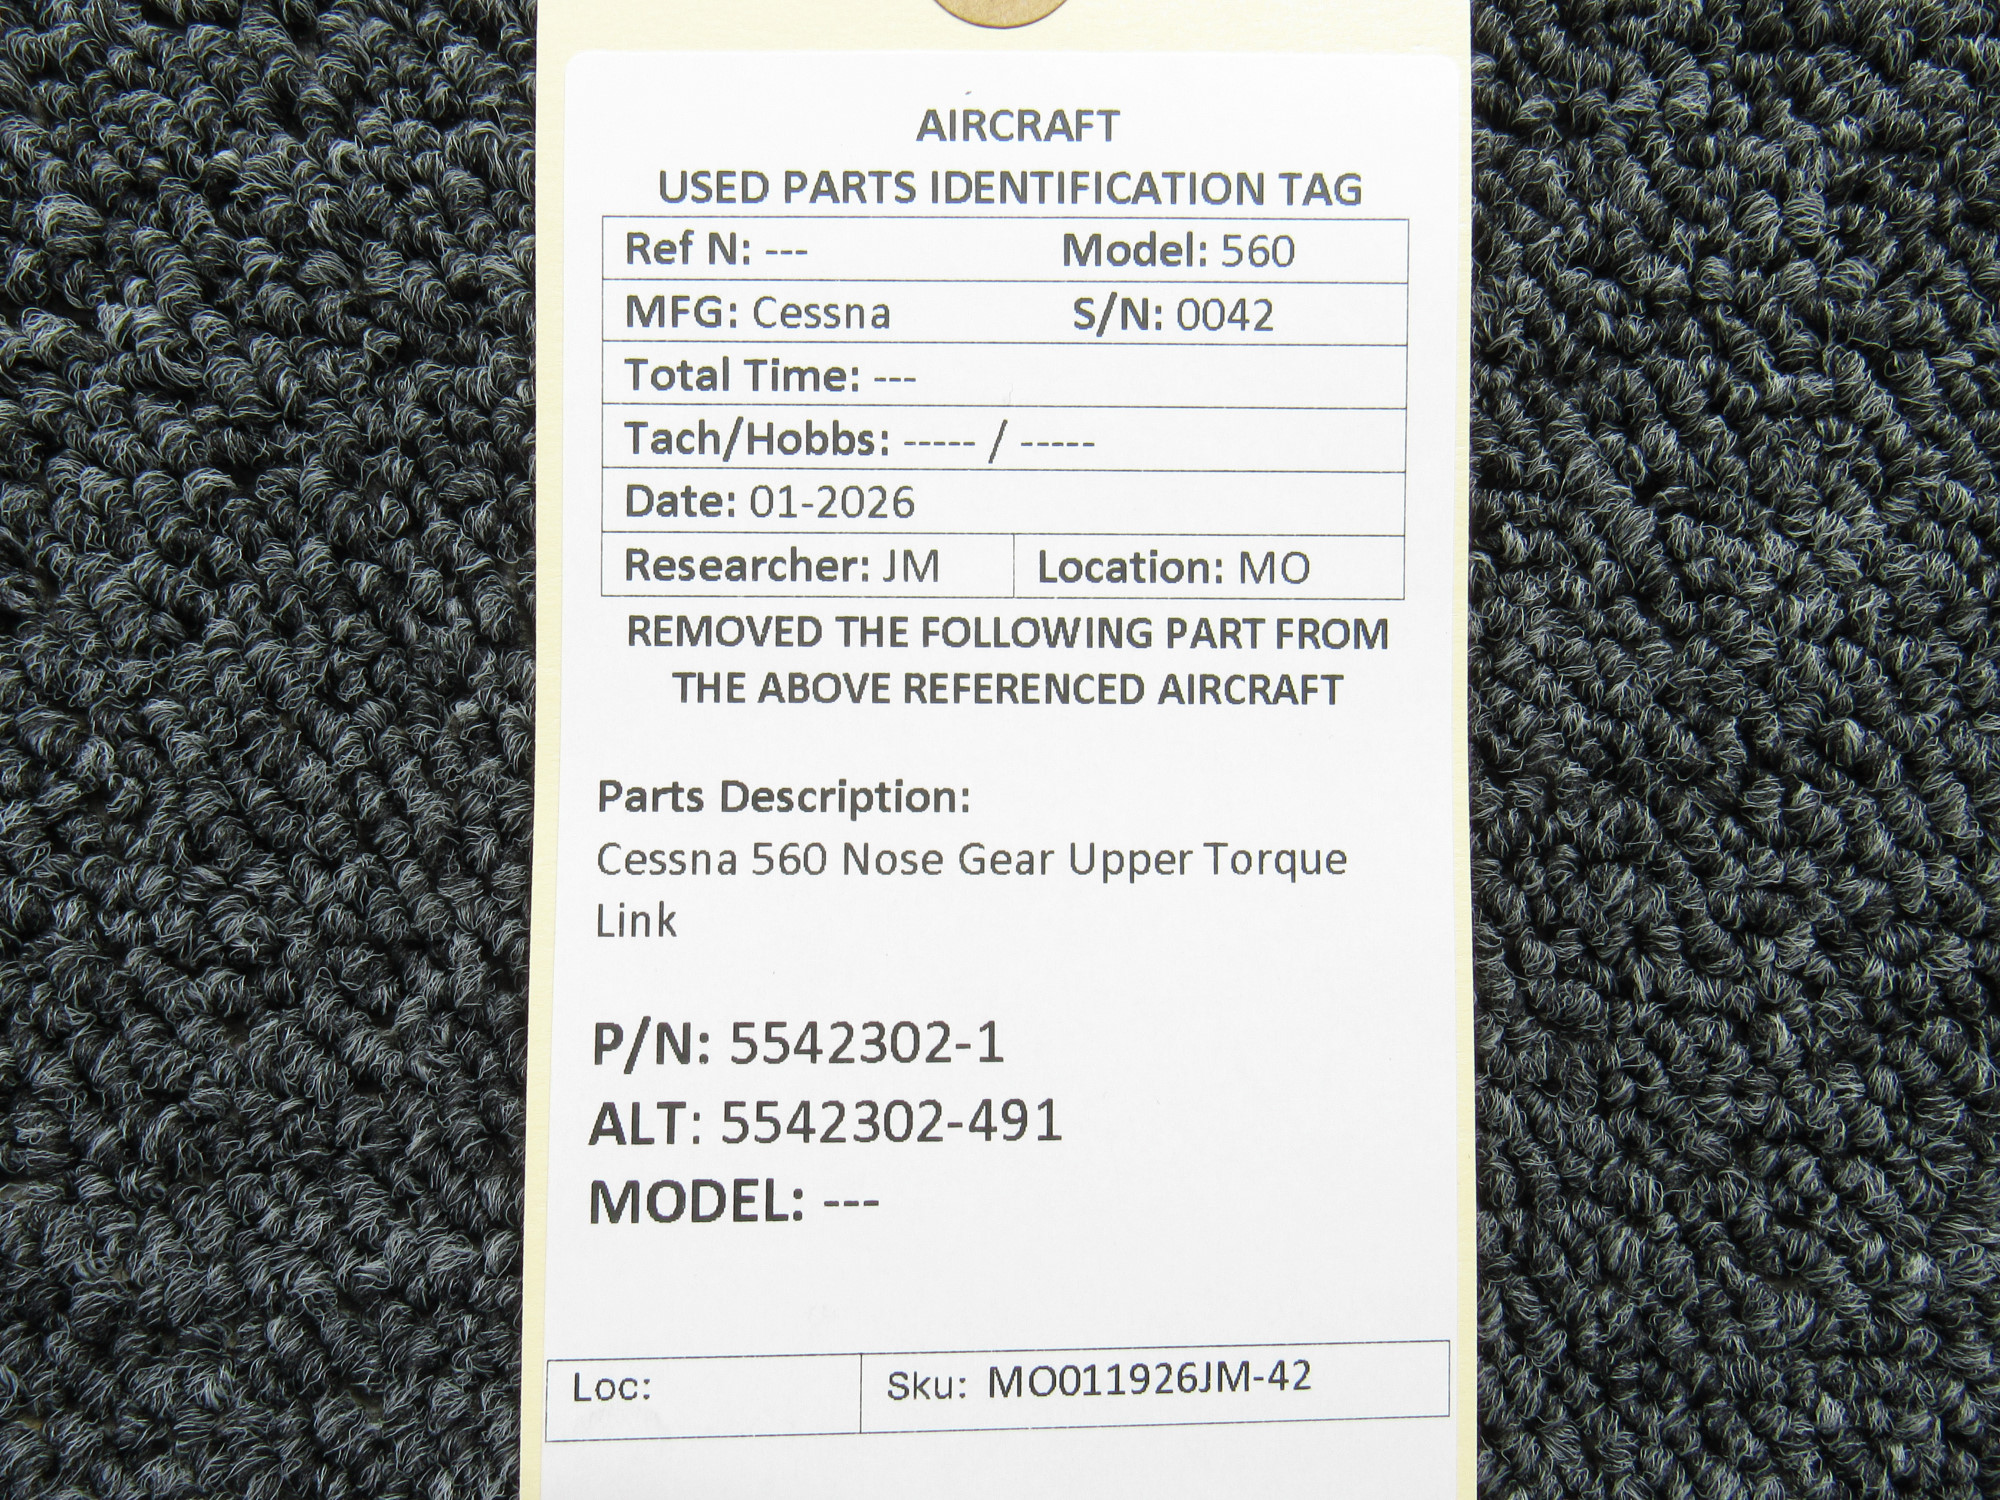 AIRCRAFT
USED PARTS IDENTIFICATION TAG
Ref N: --- Model: 560
MFG: Cessna S/N: 0042
Total Time: ---
Tach/Hobbs: ----- / -----
Date: 01-2026
Researcher: JM Location: MO
REMOVED THE FOLLOWING PART FROM
THE ABOVE REFERENCED AIRCRAFT
Parts Description:
Cessna 560 Nose Gear Upper Torque
Link
P/N: 5542302-1
ALT: 5542302-491
MODEL: ---
Loc: Sku: MO011926JM-42